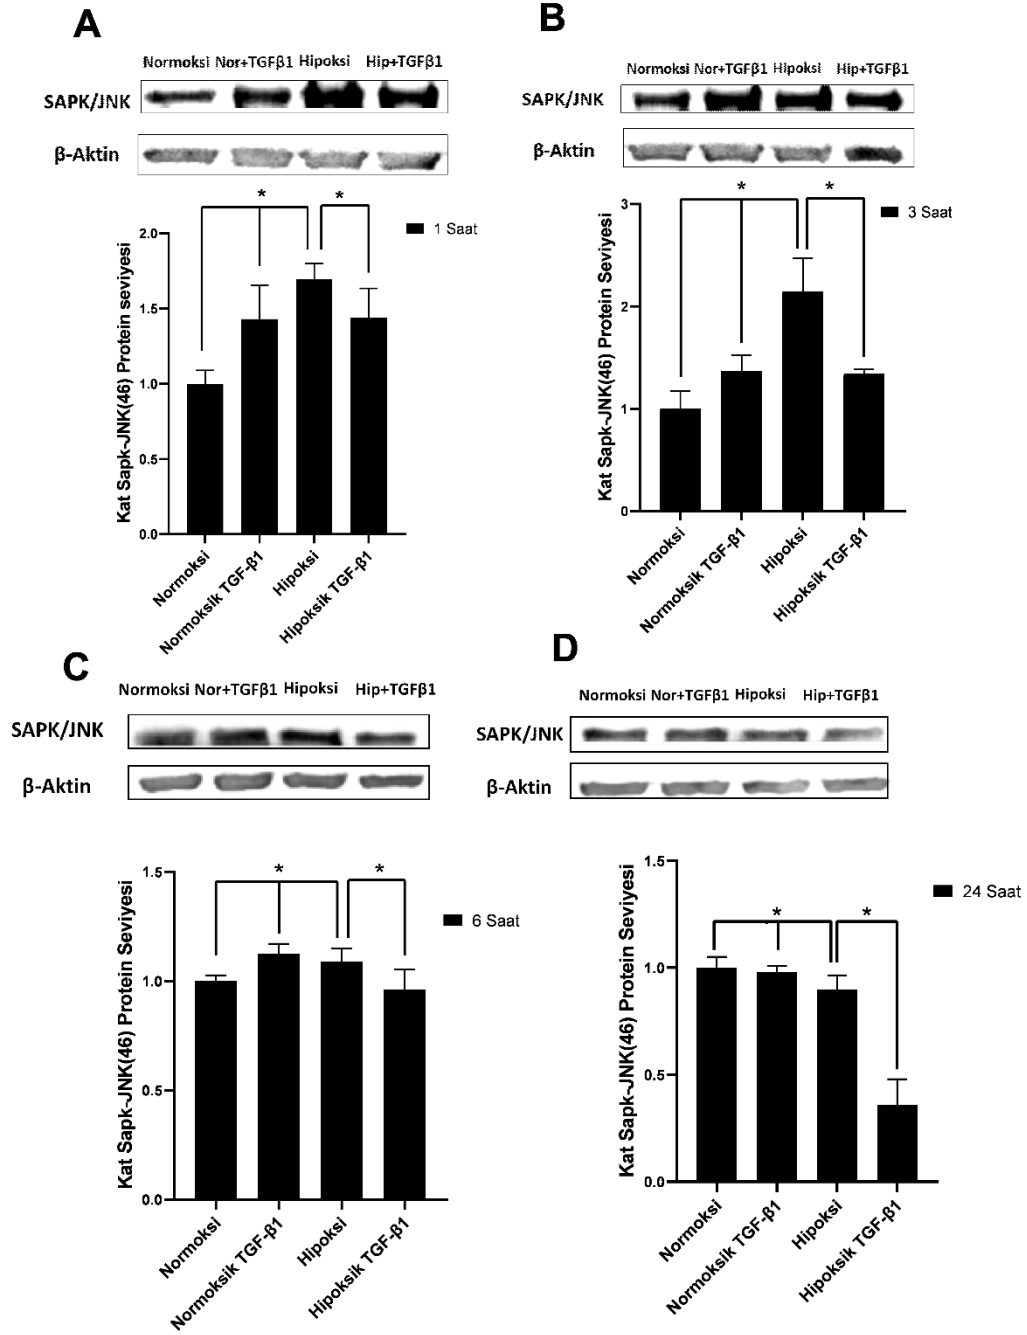 A
Normoksi Nor+TGFβ1 Hipoksi Hip+TGFβ1
SAPK/JNK
β-Aktin
* *
1 Saat
Kat Sapk-JNK(46) Protein seviyesi
2.0
1.5
1.0
0.5
0.0
Normoksi
Normoksik TGF-β1
Hipoksi
Hipoksik TGF-β1
B
Normoksi Nor+TGFβ1 Hipoksi Hip+TGFβ1
SAPK/JNK
β-Aktin
* *
3 Saat
Kat Sapk-JNK(46) Protein Seviyesi
3
2
1
0
Normoksi
Normoksik TGF-β1
Hipoksi
Hipoksik TGF-β1
C
Normoksi Nor+TGFβ1 Hipoksi Hip+TGFβ1
SAPK/JNK
β-Aktin
* *
6 Saat
Kat Sapk-JNK(46) Protein Seviyesi
1.5
1.0
0.5
0.0
Normoksi
Normoksik TGF-β1
Hipoksi
Hipoksik TGF-β1
D
Normoksi Nor+TGFβ1 Hipoksi Hip+TGFβ1
SAPK/JNK
β-Aktin
* *
24 Saat
Kat Sapk-JNK(46) Protein Seviyesi
1.5
1.0
0.5
0.0
Normoksi
Normoksik TGF-β1
Hipoksi
Hipoksik TGF-β1